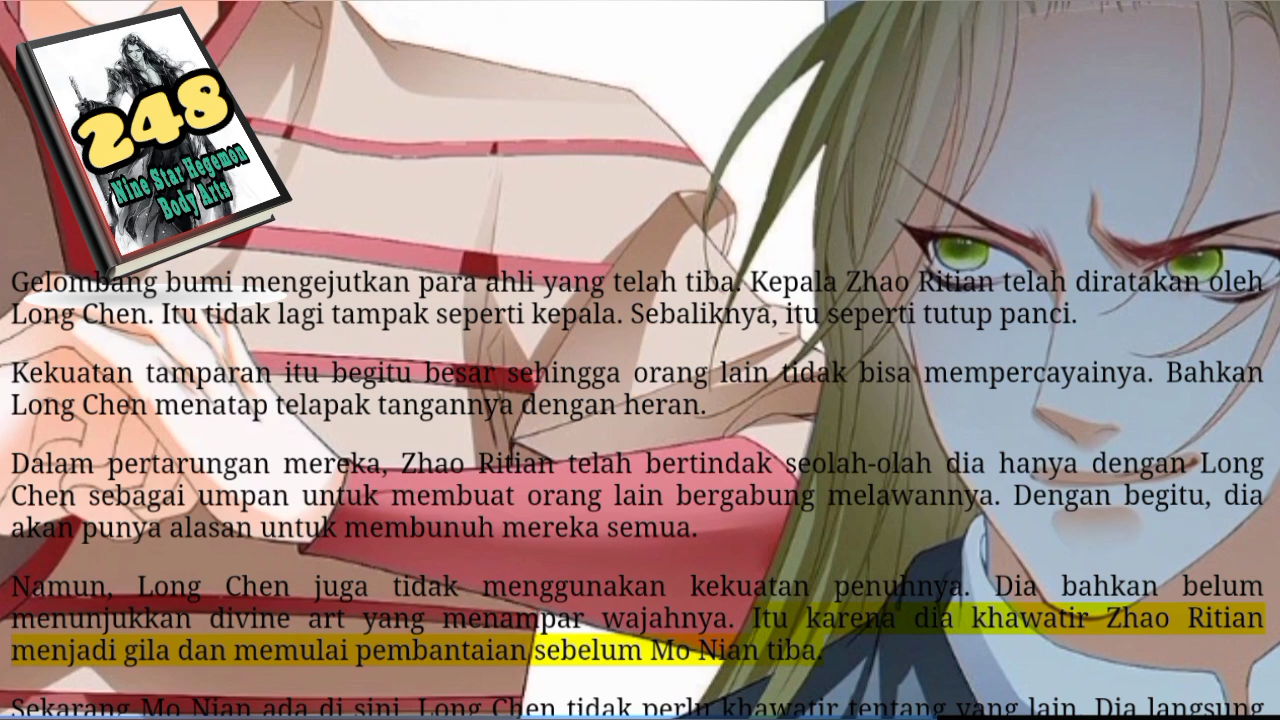 248
Nine Star Hegemon
Body Arts
Gelombang bumi mengejutkan para ahli yang telah tiba. Kepala Zhao Ritian telah diratakan oleh
Long Chen. Itu tidak lagi tampak seperti kepala. Sebaliknya, itu seperti tutup panci.
Kekuatan tamparan itu begitu besar sehingga orang lain tidak bisa mempercayainya. Bahkan
Long Chen menatap telapak tangannya dengan heran.
Dalam pertarungan mereka, Zhao Ritian telah bertindak seolah-olah dia hanya dengan Long
Chen sebagai umpan untuk membuat orang lain bergabung melawannya. Dengan begitu, dia
akan punya alasan untuk membunuh mereka semua.
Namun, Long Chen juga tidak menggunakan kekuatan penuhnya. Dia bahkan belum
menunjukkan divine art yang menampar wajahnya. Itu karena dia khawatir Zhao Ritian
menjadi gila dan memulai pembantaian sebelum Mo Nian tiba.
Sekarang Mo Nian ada di sini, Long Chen tidak perlu khawatir tentang yang lain. Dia langsung